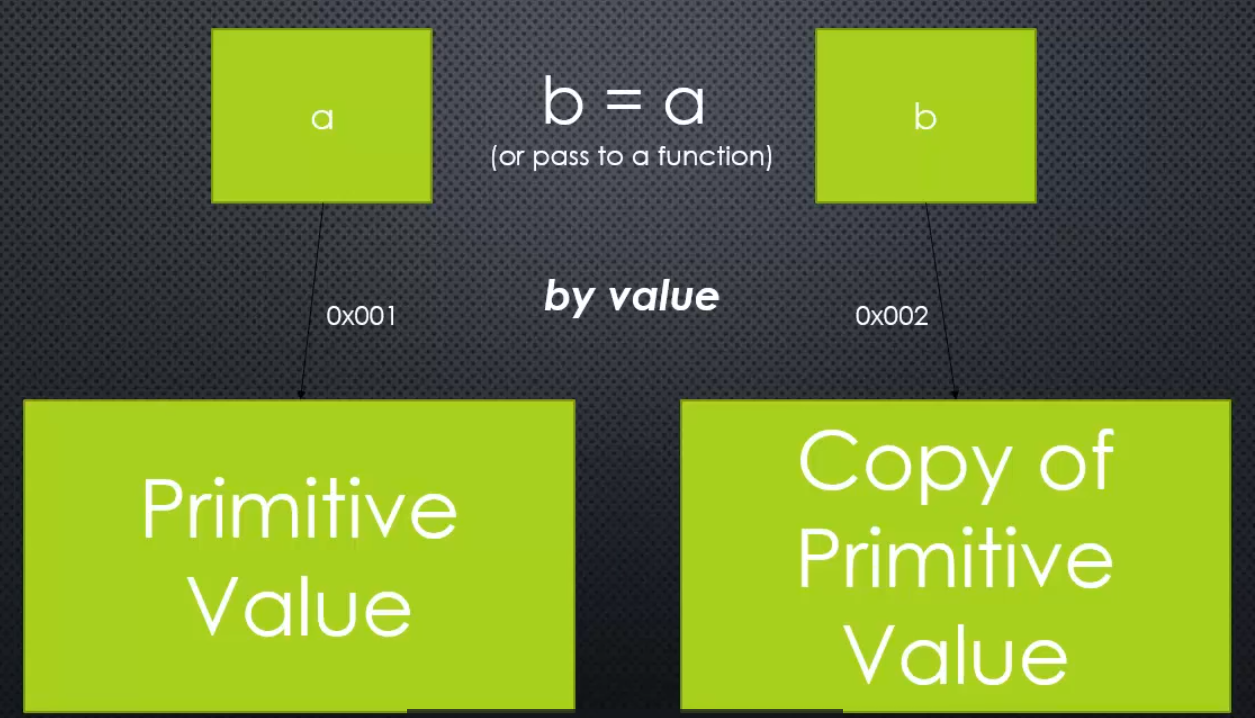 a
b = a
(or pass to a function)
b
by value
0x001
0x002
Primitive
Value
Copy of
Primitive
Value